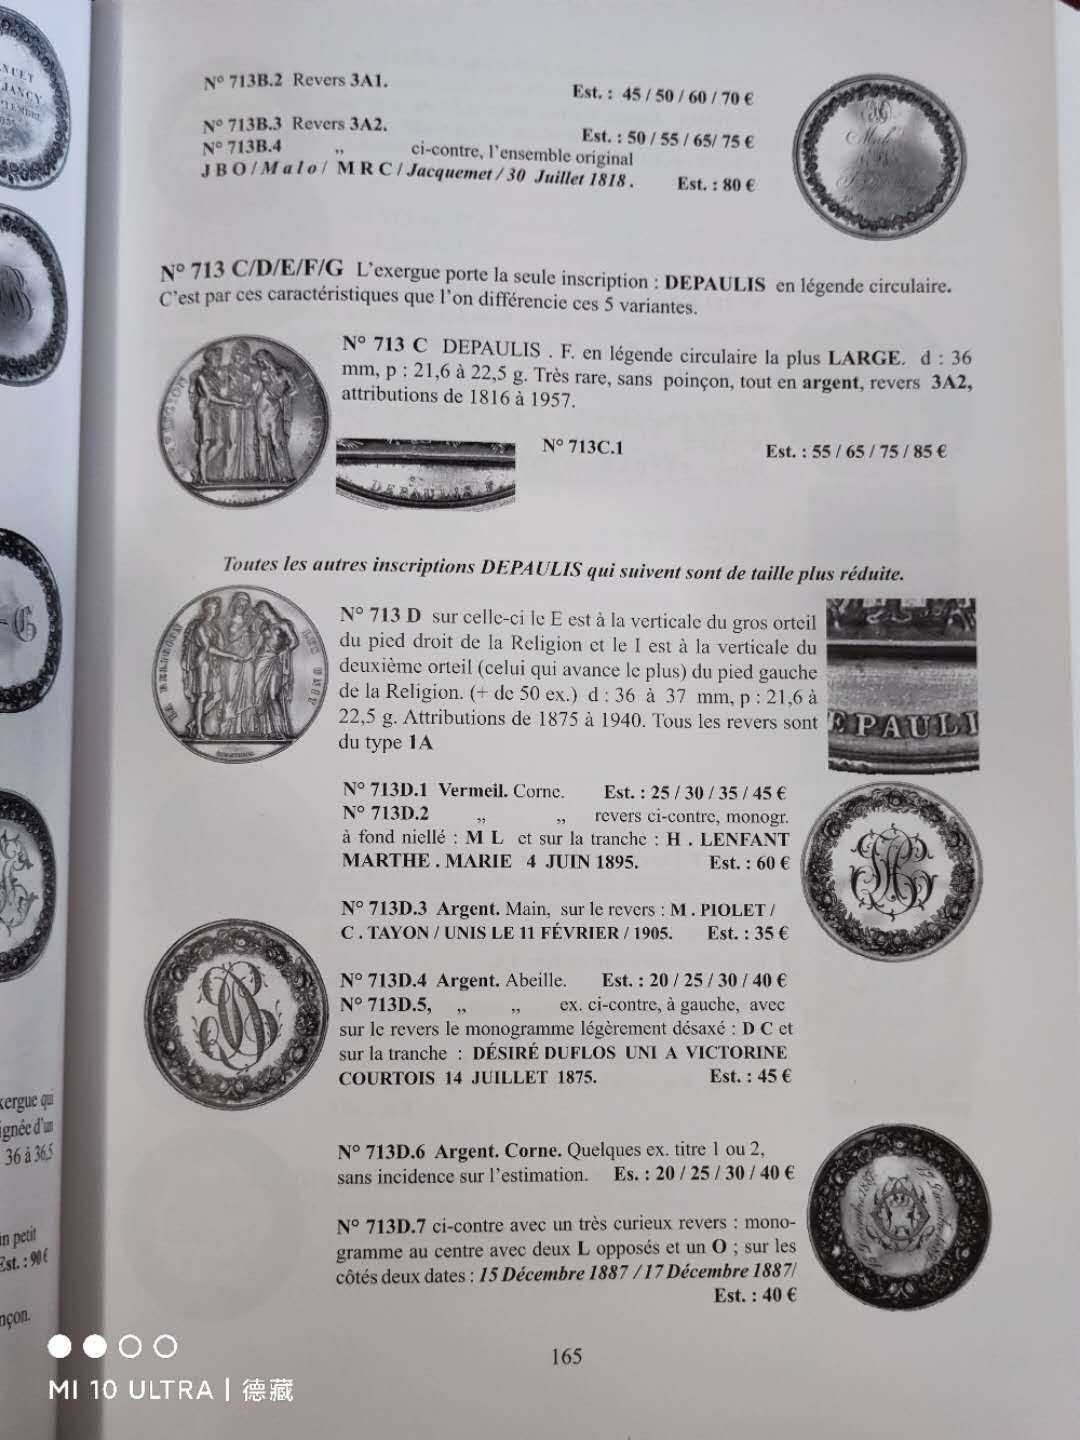 N° 713B.2 Revers 3A1.
Est. : 45 / 50 / 60 / 70 €
N° 713B.3 Revers 3A2.
Est. : 50 / 55 / 65/ 75 €
N° 713B.4 „ ci-contre, l'ensemble original
J B O / Malo / M R C / Jacquemet / 30 Juillet 1818 . Est. : 80 €
N° 713 C/D/E/F/G L'exergue porte la seule inscription : DEPAULIS en légende circulaire.
C'est par ces caractéristiques que l'on différencie ces 5 variantes.
N° 713 C DEPAULIS . F. en légende circulaire la plus LARGE. d : 36
mm, p : 21,6 à 22,5 g. Très rare, sans poinçon, tout en argent, revers 3A2,
attributions de 1816 à 1957.
N° 713C.1 Est. : 55 / 65 / 75 / 85 €
DEPAULIS F
Toutes les autres inscriptions DEPAULIS qui suivent sont de taille plus réduite.
N° 713 D sur celle-ci le E est à la verticale du gros orteil
du pied droit de la Religion et le I est à la verticale du
deuxième orteil (celui qui avance le plus) du pied gauche
de la Religion. (+ de 50 ex.) d : 36 à 37 mm, p : 21,6 à
22,5 g. Attributions de 1875 à 1940. Tous les revers sont
du type 1A
EPAULI
N° 713D.1 Vermeil. Corne. Est. : 25 / 30 / 35 / 45 €
N° 713D.2 „ „ revers ci-contre, monogr.
à fond niellé : M L et sur la tranche : H . LENFANT
MARTHE . MARIE 4 JUIN 1895. Est. : 60 €
N° 713D.3 Argent. Main, sur le revers : M . PIOLET /
C . TAYON / UNIS LE 11 FÉVRIER / 1905. Est. : 35 €
N° 713D.4 Argent. Abeille. Est. : 20 / 25 / 30 / 40 €
N° 713D.5, „ „ ex. ci-contre, à gauche, avec
sur le revers le monogramme légèrement désaxé : D C et
sur la tranche : DÉSIRÉ DUFLOS UNI A VICTORINE
COURTOIS 14 JUILLET 1875. Est. : 45 €
N° 713D.6 Argent. Corne. Quelques ex. titre 1 ou 2,
sans incidence sur l'estimation. Es. : 20 / 25 / 30 / 40 €
N° 713D.7 ci-contre avec un très curieux revers : mono-
gramme au centre avec deux L opposés et un O ; sur les
côtés deux dates : 15 Décembre 1887 / 17 Décembre 1887/
Est. : 40 €
165
xergue qui
ignée d'un
36 à 36,5
un petit
Est. : 90 €
nçon.
MI 10 ULTRA | 德藏